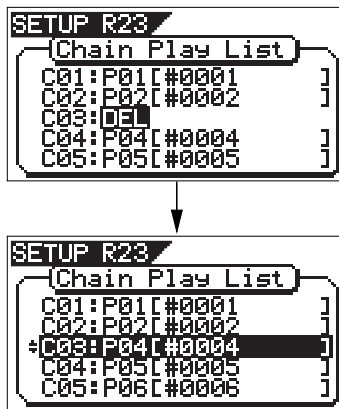 SETUP R23
Chain Play List
C01:P01[#0001 ]
C02:P02[#0002 ]
C03:DEL
C04:P04[#0004 ]
C05:P05[#0005 ]
SETUP R23
Chain Play List
C01:P01[#0001 ]
C02:P02[#0002 ]
C03:P04[#0004 ]
C04:P05[#0005 ]
C05:P06[#0006 ]